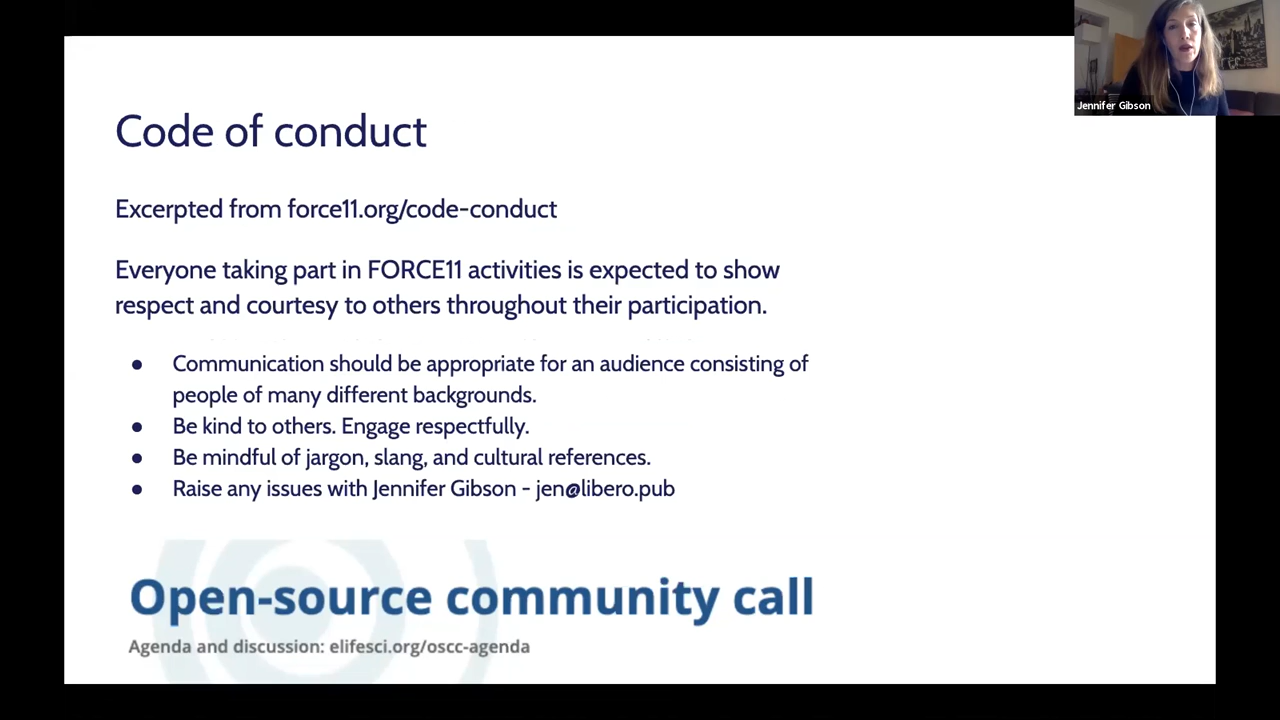 Jennifer Gibson
Code of conduct
Excerpted from force11.org/code-conduct
Everyone taking part in FORCE11 activities is expected to show
respect and courtesy to others throughout their participation.
● Communication should be appropriate for an audience consisting of
people of many different backgrounds.
● Be kind to others. Engage respectfully.
● Be mindful of jargon, slang, and cultural references.
● Raise any issues with Jennifer Gibson - jen@libero.pub
Open-source community call
Agenda and discussion: elifesci.org/oscc-agenda